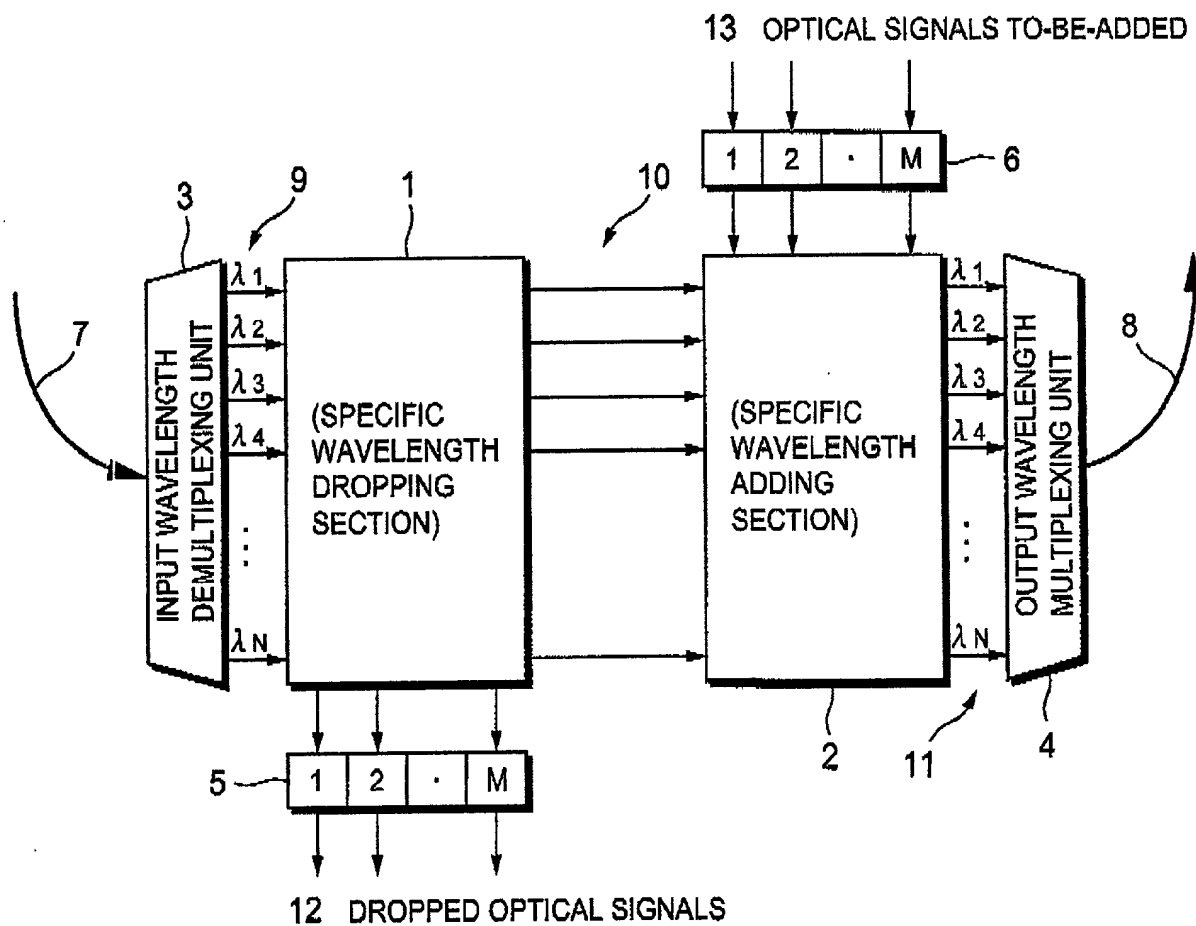 13 OPTICAL SIGNALS TO-BE-ADDED
1 2 · M
6
3
9
1
10
7
INPUT WAVELENGTH
DEMULTIPLEXING UNIT
λ1
λ2
λ3
λ4
⋮
λN
(SPECIFIC
WAVELENGTH
DROPPING
SECTION)
(SPECIFIC
WAVELENGTH
ADDING
SECTION)
λ1
λ2
λ3
λ4
⋮
λN
OUTPUT WAVELENGTH
MULTIPLEXING UNIT
8
2
11
4
5
1 2 · M
12 DROPPED OPTICAL SIGNALS